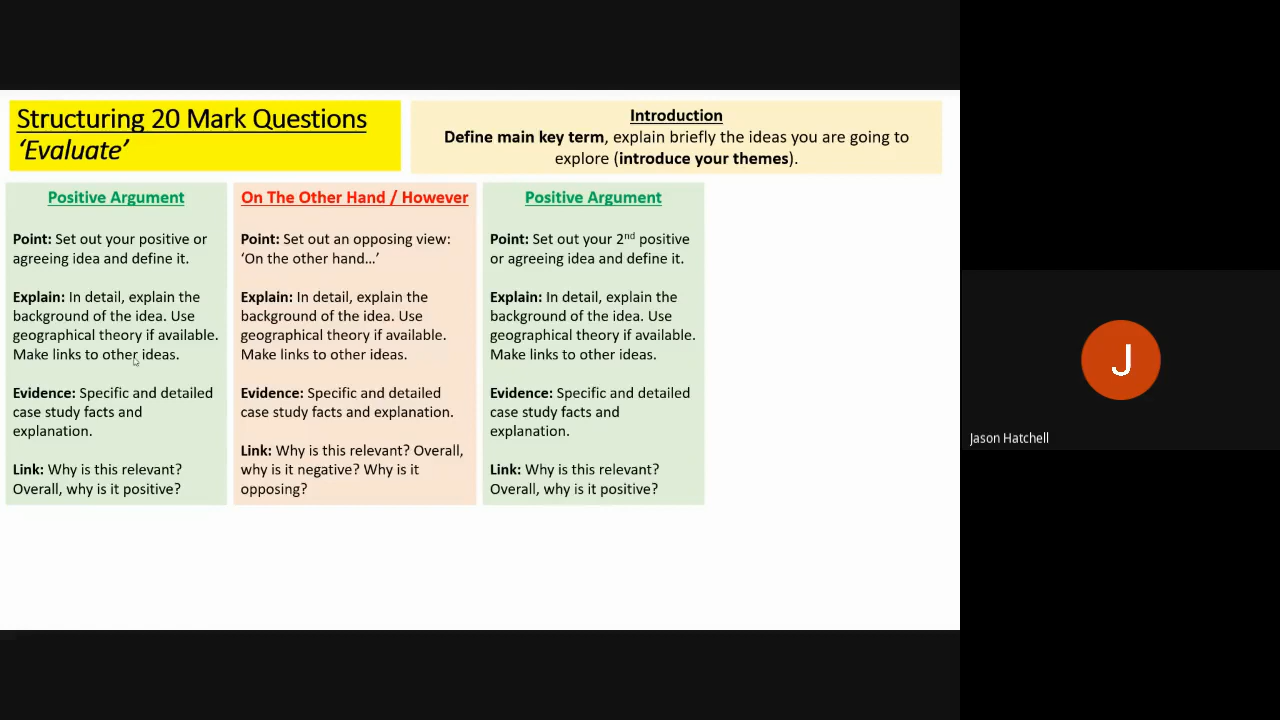 Structuring 20 Mark Questions
‘Evaluate’
Introduction
Define main key term, explain briefly the ideas you are going to
explore (introduce your themes).
Positive Argument
Point: Set out your positive or
agreeing idea and define it.
Explain: In detail, explain the
background of the idea. Use
geographical theory if available.
Make links to other ideas.
Evidence: Specific and detailed
case study facts and
explanation.
Link: Why is this relevant?
Overall, why is it positive?
On The Other Hand / However
Point: Set out an opposing view:
‘On the other hand…’
Explain: In detail, explain the
background of the idea. Use
geographical theory if available.
Make links to other ideas.
Evidence: Specific and detailed
case study facts and explanation.
Link: Why is this relevant? Overall,
why is it negative? Why is it
opposing?
Positive Argument
Point: Set out your 2nd positive
or agreeing idea and define it.
Explain: In detail, explain the
background of the idea. Use
geographical theory if available.
Make links to other ideas.
Evidence: Specific and detailed
case study facts and
explanation.
Link: Why is this relevant?
Overall, why is it positive?
J
Jason Hatchell